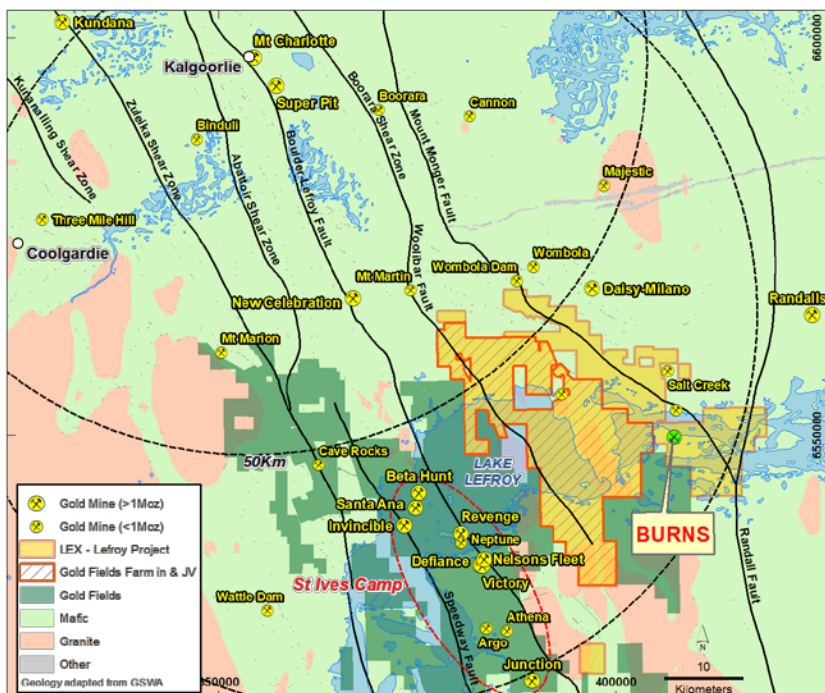 Kundana
Mt Charlotte
Kalgoorlie
Super Pit
Boorara
Cannon
6600000
Kunanalling Shear Zone
Zuleika Shear Zone
Binduli
Abattoir Shear Zone
Boulder Lefroy Fault
Boorara Shear Zone
Mount Monger Fault
Majestic
Three Mile Hill
Coolgardie
Woolibar Fault
Wombola
Wombola Dam
Mt Martin
Daisy-Milano
New Celebration
Randalls
Mt Marion
Salt Creek
50Km
Cave Rocks
LAKE
LEFROY
6550000
Beta Hunt
Santa Ana
Invincible
Revenge
Neptune
BURNS
Defiance
Nelsons Fleet
Victory
St Ives Camp
Randall Fault
Speedway Fault
Wattle Dam
Athena
Argo
Junction
Gold Mine (>1Moz)
Gold Mine (<1Moz)
LEX - Lefroy Project
Gold Fields Farm in & JV
Gold Fields
Mafic
Granite
Other
Geology adapted from GSWA
400000
N
10
Kilometers